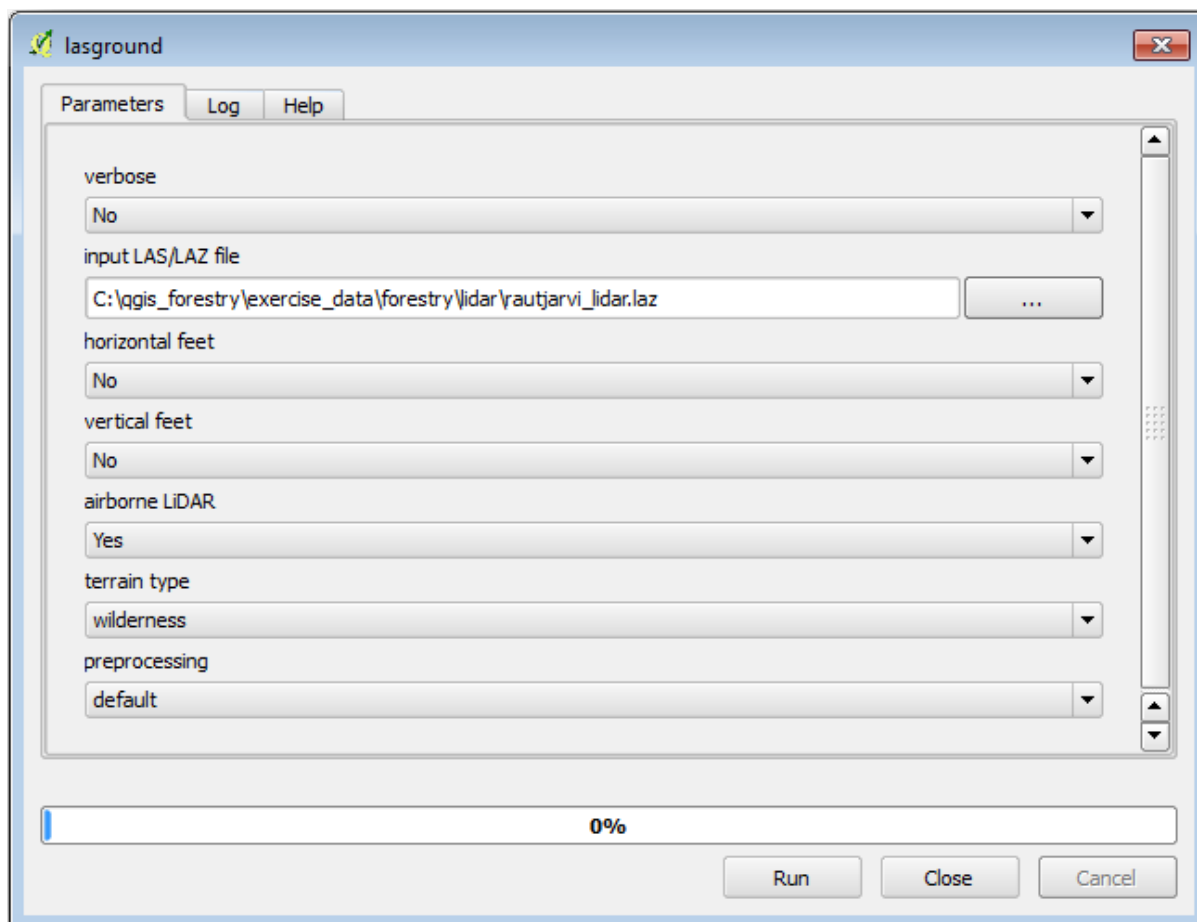 lasground
Parameters Log Help
verbose
No
input LAS/LAZ file
C:\qgis_forestry\exercise_data\forestry\lidar\rautjarvi_lidar.laz ...
horizontal feet
No
vertical feet
No
airborne LiDAR
Yes
terrain type
wilderness
preprocessing
default
0%
Run Close Cancel